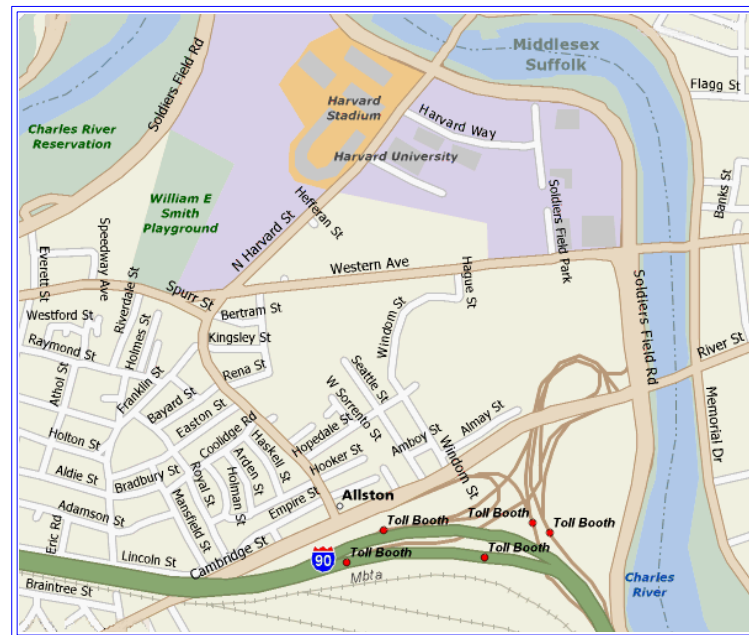 Middlesex
Suffolk
Soldiers Field Rd
Flagg St
Harvard
Stadium
Harvard Way
Charles River
Reservation
Harvard University
William E
Smith
Playground
Hefferan St
Soldiers Field Park
Banks St
N Harvard St
Speedway Ave
Everett St
Western Ave
Hague St
Riverdale St
Spurr St
Soldiers Field Rd
Westford St
Bertram St
Windom St
Holmes St
Kingsley St
River St
Raymond St
Rena St
Seattle St
Franklin St
Athol St
Bayard St
W Sorrento St
Memorial Dr
Easton St
Coolidge Rd
Almay St
Holton St
Haskell St
Hopedale St
Amboy St
Windom St
Aldie St
Bradbury St
Arden St
Hooker St
Royal St
Holman St
Empire St
Allston
Mansfield St
Adamson St
Toll Booth
Toll Booth
Toll Booth
Eric Rd
Lincoln St
Cambridge St
90
Toll Booth
Toll Booth
Mbta
Braintree St
Charles
River